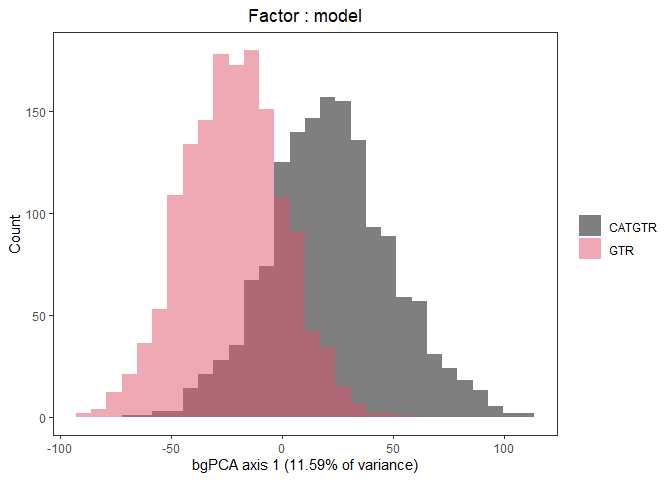 Factor : model
Count
150
100
50
0
-100
-50
0
50
100
bgPCA axis 1 (11.59% of variance)
CATGTR
GTR